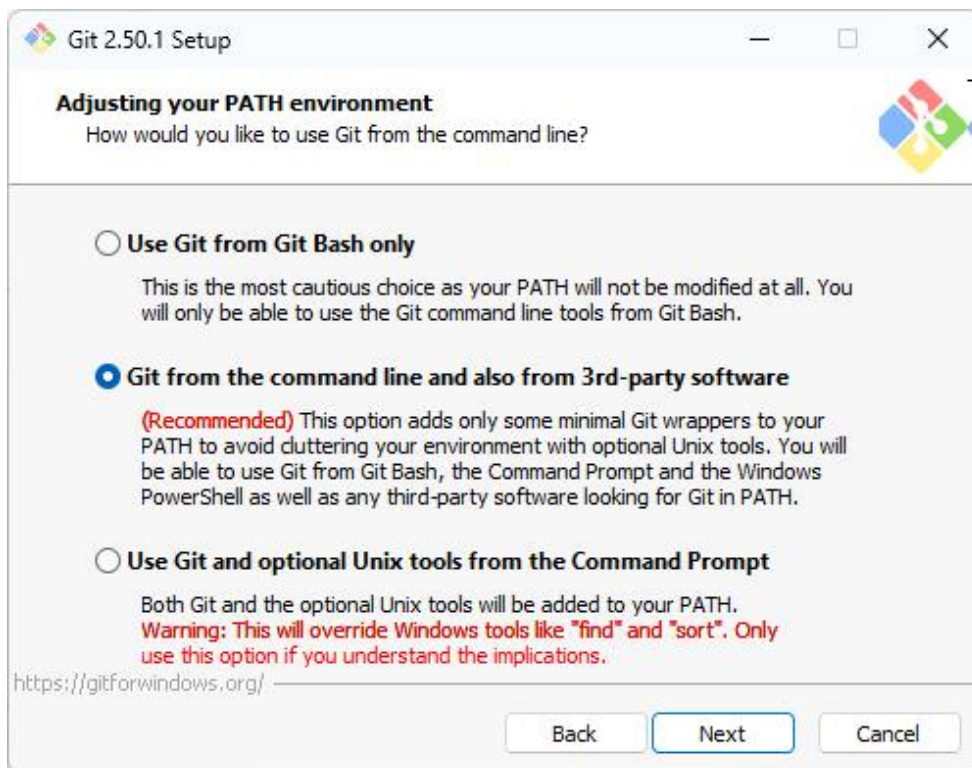 Git 2.50.1 Setup
Adjusting your PATH environment
How would you like to use Git from the command line?
Use Git from Git Bash only
This is the most cautious choice as your PATH will not be modified at all. You
will only be able to use the Git command line tools from Git Bash.
Git from the command line and also from 3rd-party software
(Recommended) This option adds only some minimal Git wrappers to your
PATH to avoid cluttering your environment with optional Unix tools. You will
be able to use Git from Git Bash, the Command Prompt and the Windows
PowerShell as well as any third-party software looking for Git in PATH.
Use Git and optional Unix tools from the Command Prompt
Both Git and the optional Unix tools will be added to your PATH.
Warning: This will override Windows tools like "find" and "sort". Only
use this option if you understand the implications.
https://gitforwindows.org/
Back Next Cancel